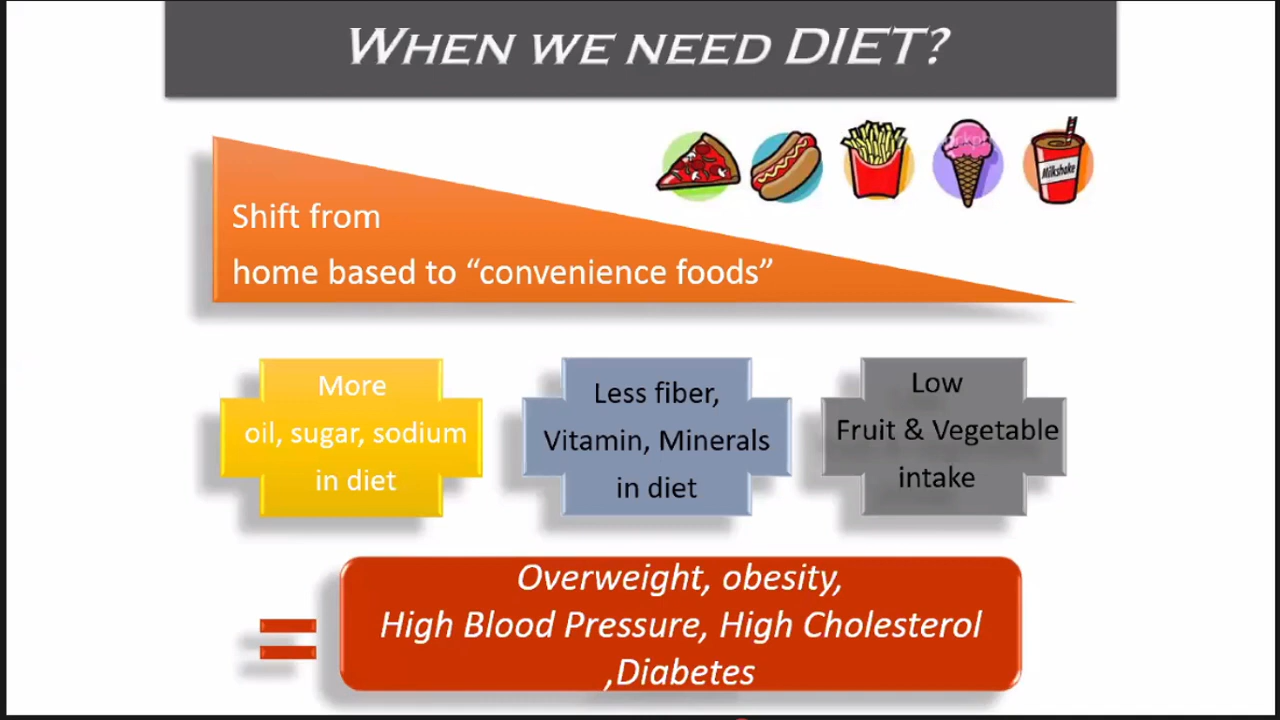 WHEN WE NEED DIET?
Milkshake
Shift from
home based to “convenience foods”
More
oil, sugar, sodium
in diet
Less fiber,
Vitamin, Minerals
in diet
Low
Fruit & Vegetable
intake
=
Overweight, obesity,
High Blood Pressure, High Cholesterol
,Diabetes